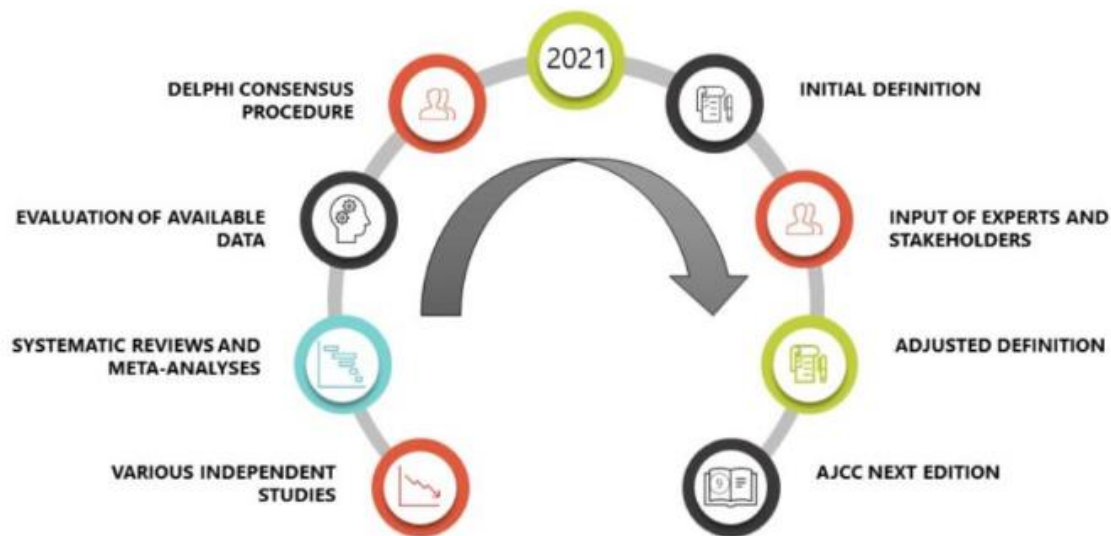 2021
DELPHI CONSENSUS
PROCEDURE
INITIAL DEFINITION
EVALUATION OF AVAILABLE
DATA
INPUT OF EXPERTS AND
STAKEHOLDERS
SYSTEMATIC REVIEWS AND
META-ANALYSES
ADJUSTED DEFINITION
VARIOUS INDEPENDENT
STUDIES
AJCC NEXT EDITION
9